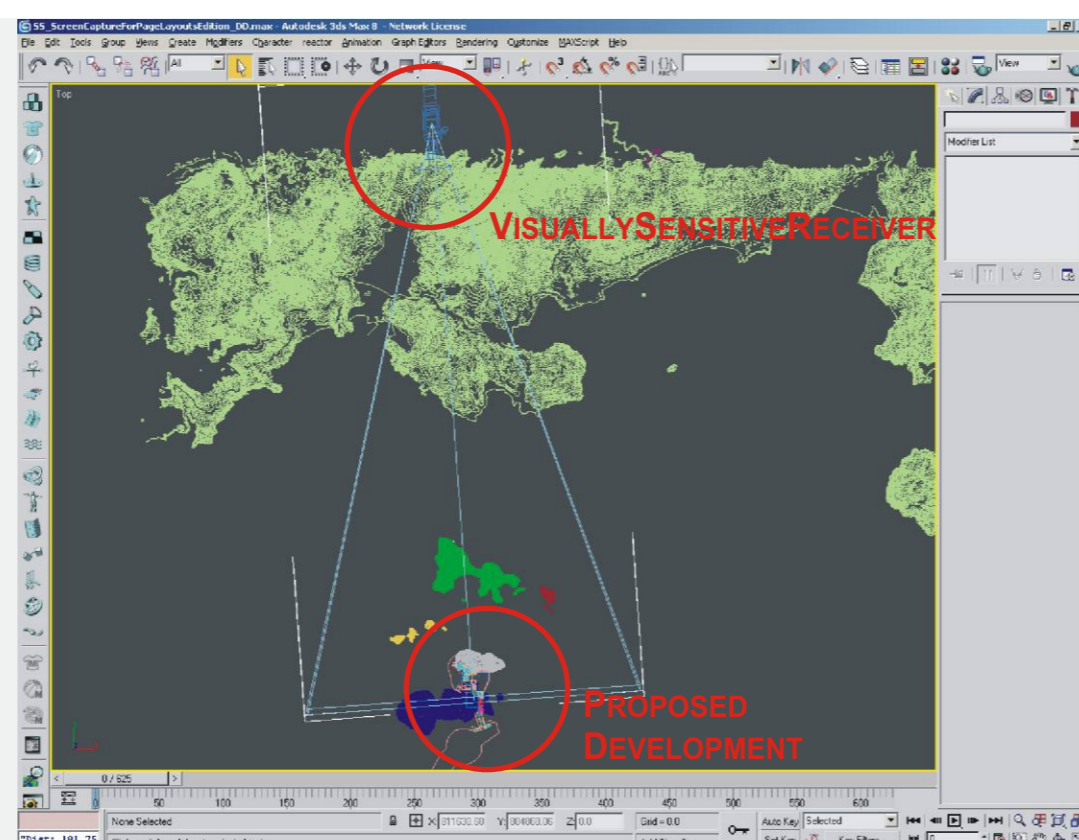 55_ScreenCaptureForPageLayoutsEdition_DD.max - Autodesk 3ds Max 8 - Network License
File Edit Tools Group Views Create Modifiers Character reactor Animation Graph Editors Rendering Customize MAXScript Help
All View View
Top
Modifier List
VISUALLYSENSITIVERECEIVER
PROPOSED
DEVELOPMENT
0 / 625
0 50 100 150 200 250 300 350 400 450 500 550 600
None Selected X: Y: Z: 0.0 Grid = 0.0 Auto Key Selected